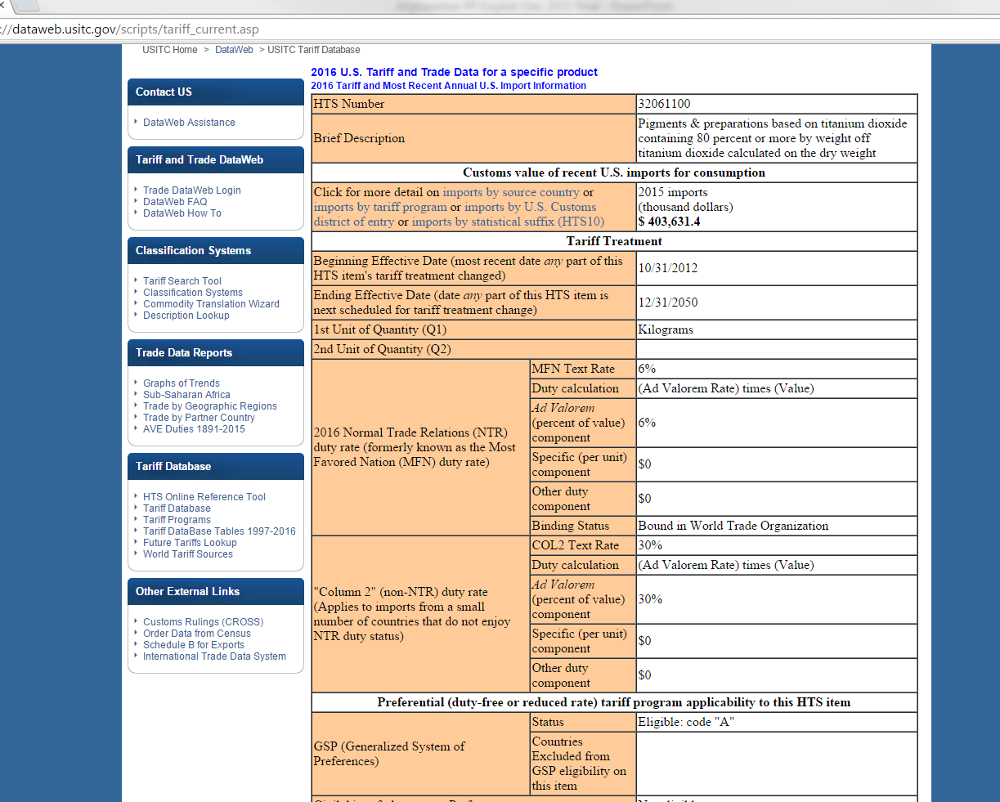 ://dataweb.usitc.gov/scripts/tariff_current.asp
USITC Home > DataWeb > USITC Tariff Database
Contact US
DataWeb Assistance
Tariff and Trade DataWeb
Trade DataWeb Login
DataWeb FAQ
DataWeb How To
Classification Systems
Tariff Search Tool
Classification Systems
Commodity Translation Wizard
Description Lookup
Trade Data Reports
Graphs of Trends
Sub-Saharan Africa
Trade by Geographic Regions
Trade by Partner Country
AVE Duties 1891-2015
Tariff Database
HTS Online Reference Tool
Tariff Database
Tariff Programs
Tariff DataBase Tables 1997-2016
Future Tariffs Lookup
World Tariff Sources
Other External Links
Customs Rulings (CROSS)
Order Data from Census
Schedule B for Exports
International Trade Data System
2016 U.S. Tariff and Trade Data for a specific product
2016 Tariff and Most Recent Annual U.S. Import Information
HTS Number
32061100
Brief Description
Pigments & preparations based on titanium dioxide
containing 80 percent or more by weight off
titanium dioxide calculated on the dry weight
Customs value of recent U.S. imports for consumption
Click for more detail on imports by source country or
imports by tariff program or imports by U.S. Customs
district of entry or imports by statistical suffix (HTS10)
2015 imports
(thousand dollars)
$ 403,631.4
Tariff Treatment
Beginning Effective Date (most recent date any part of this
HTS item's tariff treatment changed)
10/31/2012
Ending Effective Date (date any part of this HTS item is
next scheduled for tariff treatment change)
12/31/2050
1st Unit of Quantity (Q1)
Kilograms
2nd Unit of Quantity (Q2)
2016 Normal Trade Relations (NTR)
duty rate (formerly known as the Most
Favored Nation (MFN) duty rate)
MFN Text Rate
6%
Duty calculation
(Ad Valorem Rate) times (Value)
Ad Valorem
(percent of value)
component
6%
Specific (per unit)
component
$0
Other duty
component
$0
Binding Status
Bound in World Trade Organization
"Column 2" (non-NTR) duty rate
(Applies to imports from a small
number of countries that do not enjoy
NTR duty status)
COL2 Text Rate
30%
Duty calculation
(Ad Valorem Rate) times (Value)
Ad Valorem
(percent of value)
component
30%
Specific (per unit)
component
$0
Other duty
component
$0
Preferential (duty-free or reduced rate) tariff program applicability to this HTS item
GSP (Generalized System of
Preferences)
Status
Eligible: code "A"
Countries
Excluded from
GSP eligibility on
this item